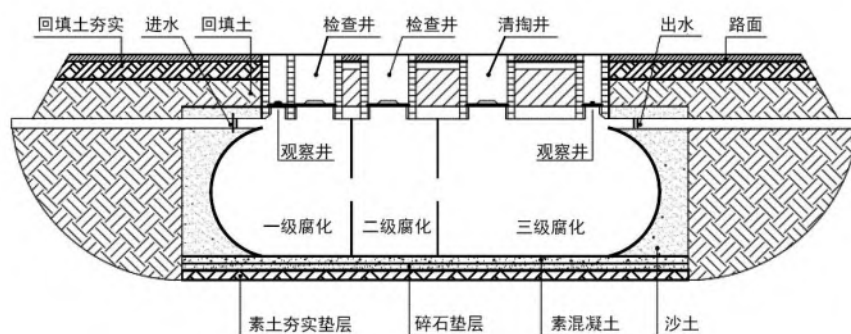 回填土夯实 进水 回填土 检查井 检查井 清掏井 出水 路面
观察井 观察井
一级腐化 二级腐化 三级腐化
素土夯实垫层 碎石垫层 素混凝土 沙土